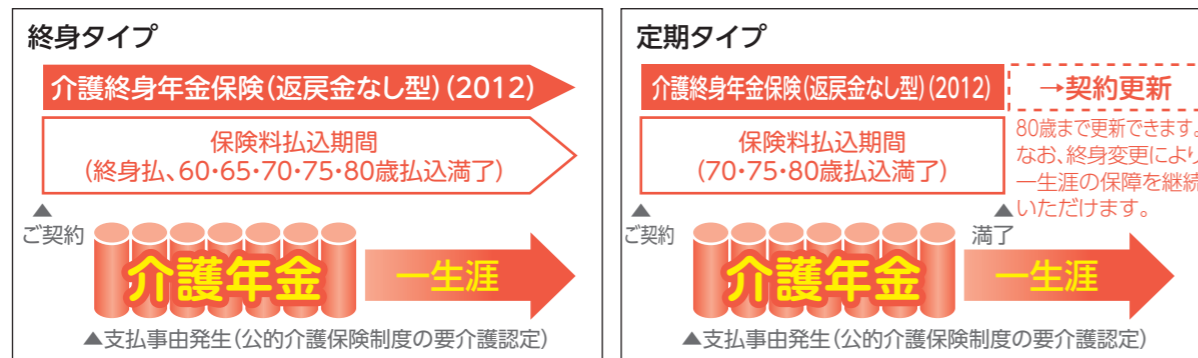 終身タイプ
介護終身年金保険(返戻金なし型)(2012)
保険料払込期間
(終身払、60・65・70・75・80歳払込満了)
▲
ご契約
介護年金
一生涯
▲支払事由発生(公的介護保険制度の要介護認定)
定期タイプ
介護終身年金保険(返戻金なし型)(2012)
→契約更新
保険料払込期間
(70・75・80歳払込満了)
80歳まで更新できます。
なお、終身変更により
一生涯の保障を継続
いただけます。
▲
ご契約
▲
満了
介護年金
一生涯
▲支払事由発生(公的介護保険制度の要介護認定)